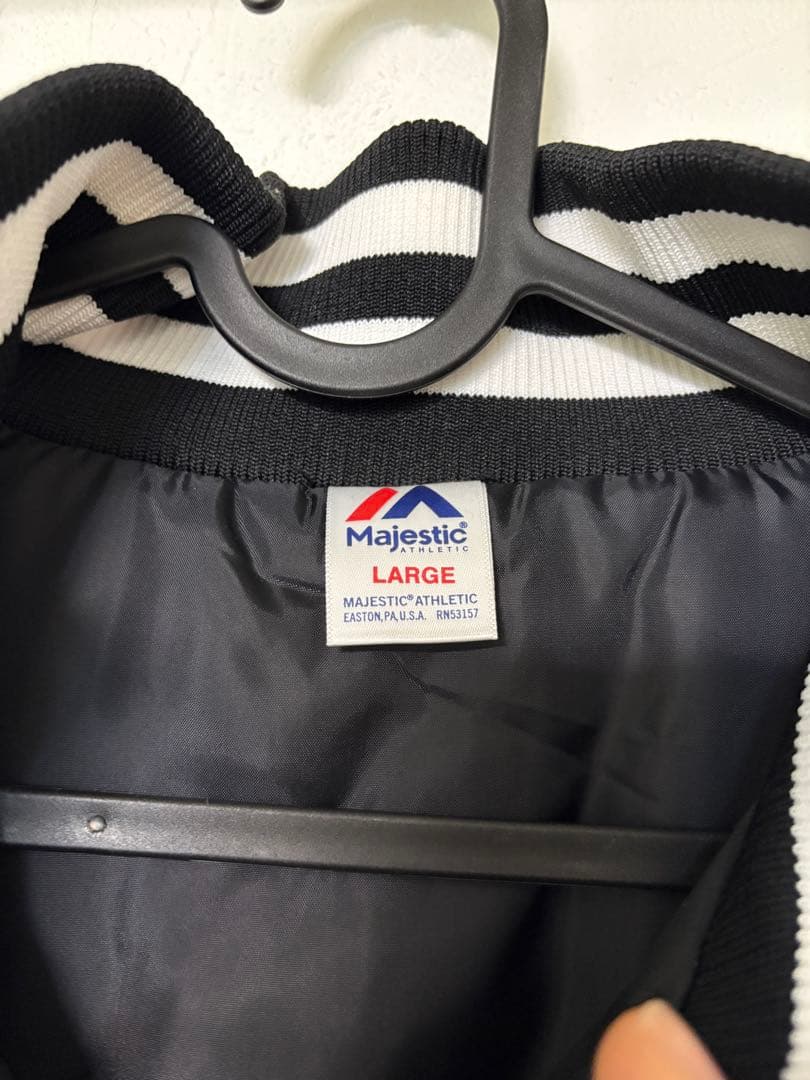 Majestic®
ATHLETIC
LARGE
MAJESTIC® ATHLETIC
EASTON, PA, U.S.A. RN53157